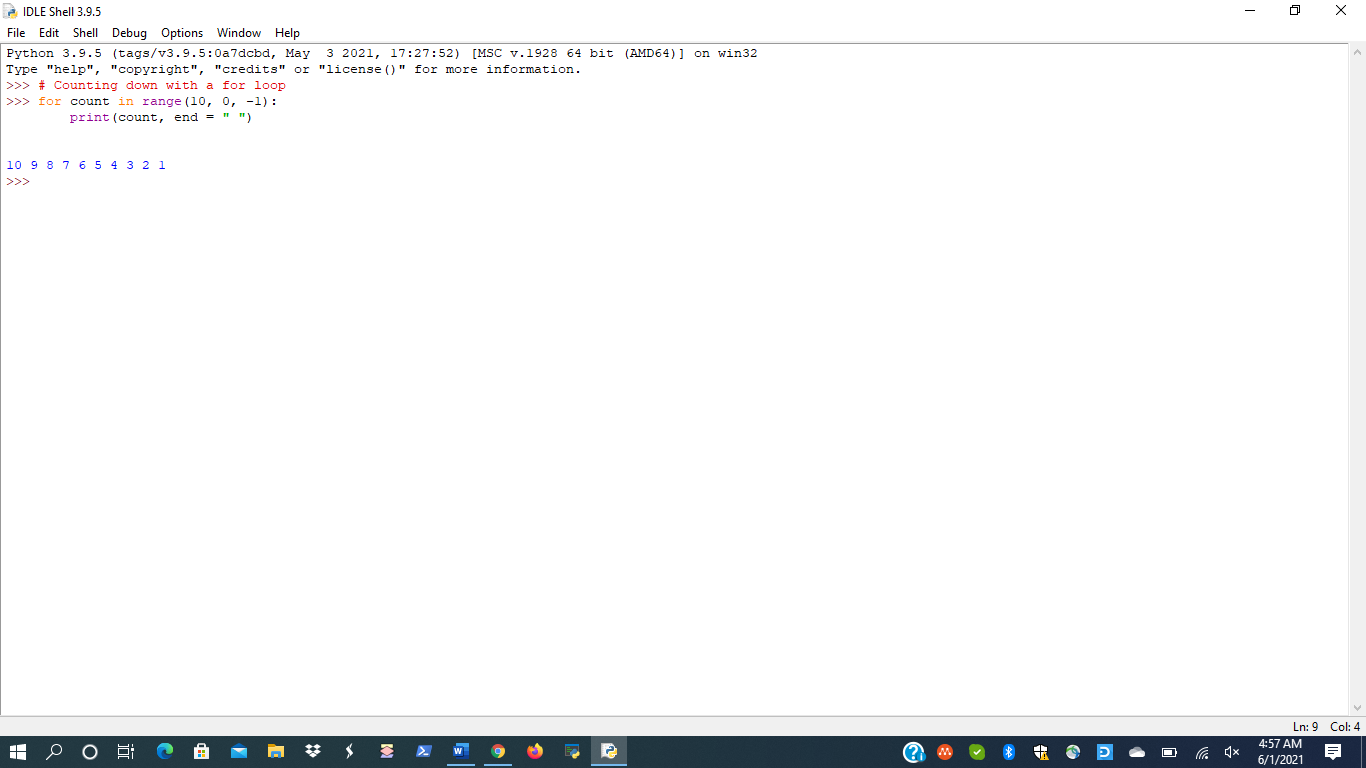 IDLE Shell 3.9.5
File Edit Shell Debug Options Window Help
Python 3.9.5 (tags/v3.9.5:0a7dcbd, May  3 2021, 17:27:52) [MSC v.1928 64 bit (AMD64)] on win32
Type "help", "copyright", "credits" or "license()" for more information.
>>> # Counting down with a for loop
>>> for count in range(10, 0, -1):
        print(count, end = " ")
10 9 8 7 6 5 4 3 2 1
>>>
Ln: 9 Col: 4
4:57 AM
6/1/2021